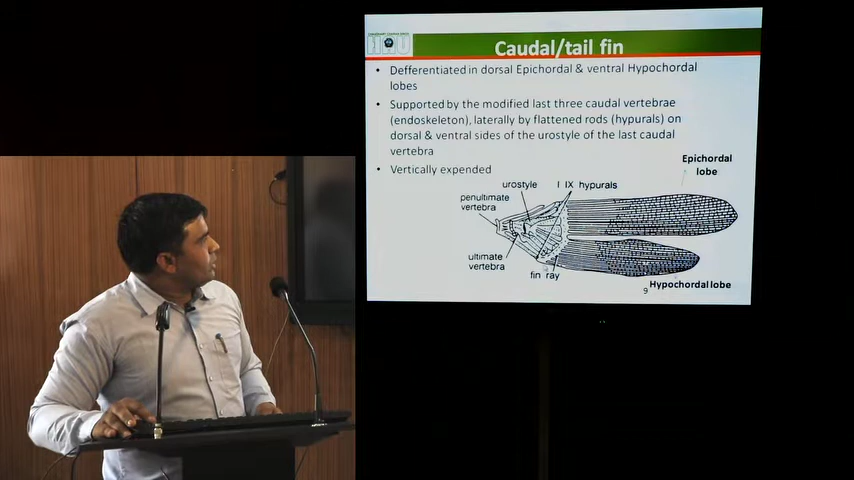 HAU
Caudal/tail fin
• Defferentiated in dorsal Epichordal & ventral Hypochordal
lobes
• Supported by the modified last three caudal vertebrae
(endoskeleton), laterally by flattened rods (hypurals) on
dorsal & ventral sides of the urostyle of the last caudal
vertebra
• Vertically expended
Epichordal
lobe
urostyle
I IX hypurals
penultimate
vertebra
ultimate
vertebra
fin ray
Hypochordal lobe
9